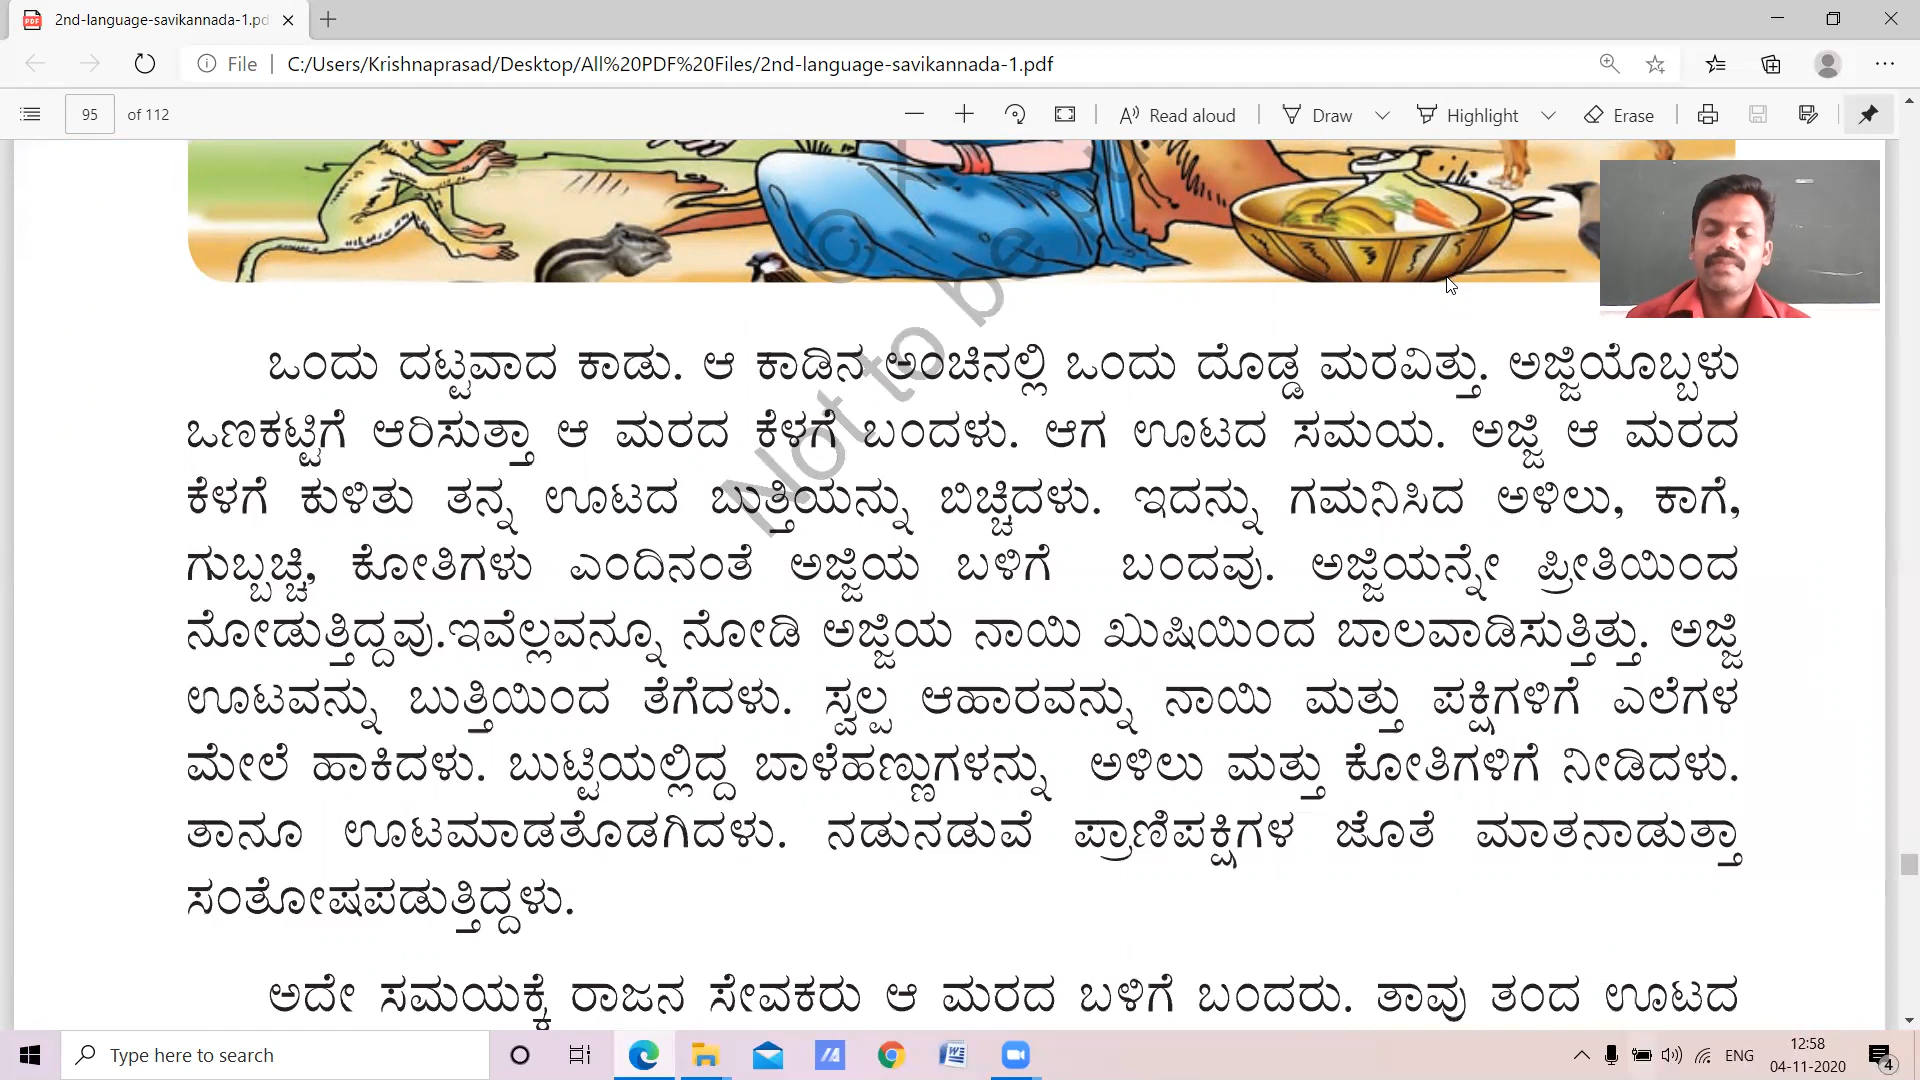 2nd-language-savikannada-1.pd
File
C:/Users/Krishnaprasad/Desktop/All%20PDF%20Files/2nd-language-savikannada-1.pdf
95 of 112
Read aloud
Draw
Highlight
Erase
© 
Not to be
ಒಂದು ದಟ್ಟವಾದ ಕಾಡು. ಆ ಕಾಡಿನ ಅಂಚಿನಲ್ಲಿ ಒಂದು ದೊಡ್ಡ ಮರವಿತ್ತು. ಅಜ್ಜಿಯೊಬ್ಬಳು
ಒಣಕಟ್ಟಿಗೆ ಆರಿಸುತ್ತಾ ಆ ಮರದ ಕೆಳಗೆ ಬಂದಳು. ಆಗ ಊಟದ ಸಮಯ. ಅಜ್ಜಿ ಆ ಮರದ
ಕೆಳಗೆ ಕುಳಿತು ತನ್ನ ಊಟದ ಬುತ್ತಿಯನ್ನು ಬಿಚ್ಚಿದಳು. ಇದನ್ನು ಗಮನಿಸಿದ ಅಳಿಲು, ಕಾಗೆ,
ಗುಬ್ಬಚ್ಚಿ, ಕೋತಿಗಳು ಎಂದಿನಂತೆ ಅಜ್ಜಿಯ ಬಳಿಗೆ ಬಂದವು. ಅಜ್ಜಿಯನ್ನೇ ಪ್ರೀತಿಯಿಂದ
ನೋಡುತ್ತಿದ್ದವು.ಇವೆಲ್ಲವನ್ನೂ ನೋಡಿ ಅಜ್ಜಿಯ ನಾಯಿ ಖುಷಿಯಿಂದ ಬಾಲವಾಡಿಸುತ್ತಿತ್ತು. ಅಜ್ಜಿ
ಊಟವನ್ನು ಬುತ್ತಿಯಿಂದ ತೆಗೆದಳು. ಸ್ವಲ್ಪ ಆಹಾರವನ್ನು ನಾಯಿ ಮತ್ತು ಪಕ್ಷಿಗಳಿಗೆ ಎಲೆಗಳ
ಮೇಲೆ ಹಾಕಿದಳು. ಬುಟ್ಟಿಯಲ್ಲಿದ್ದ ಬಾಳೆಹಣ್ಣುಗಳನ್ನು ಅಳಿಲು ಮತ್ತು ಕೋತಿಗಳಿಗೆ ನೀಡಿದಳು.
ತಾನೂ ಊಟಮಾಡತೊಡಗಿದಳು. ನಡುನಡುವೆ ಪ್ರಾಣಿಪಕ್ಷಿಗಳ ಜೊತೆ ಮಾತನಾಡುತ್ತಾ
ಸಂತೋಷಪಡುತ್ತಿದ್ದಳು.
ಅದೇ ಸಮಯಕ್ಕೆ ರಾಜನ ಸೇವಕರು ಆ ಮರದ ಬಳಿಗೆ ಬಂದರು. ತಾವು ತಂದ ಊಟದ
Type here to search
ENG
12:58
04-11-2020
4